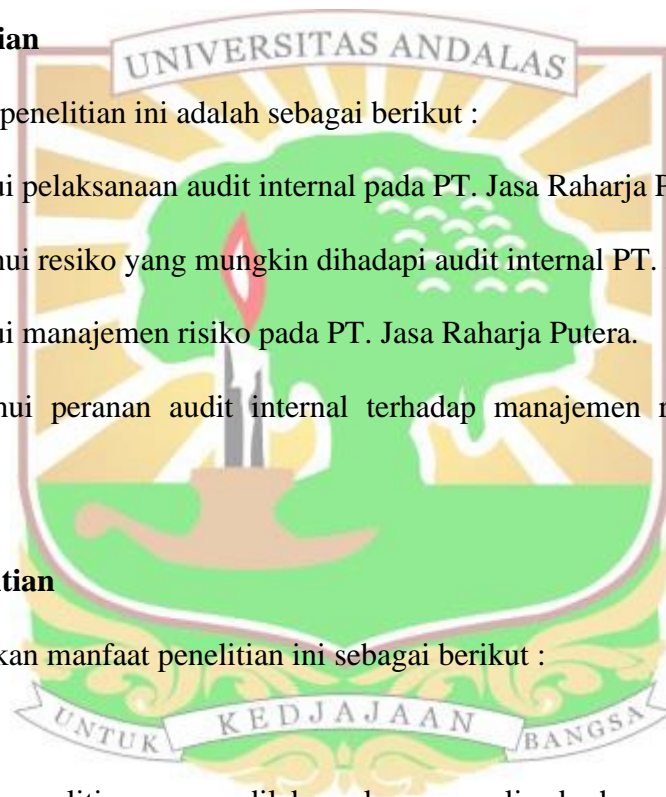 ian
UNIVERSITAS ANDALAS
penelitian ini adalah sebagai berikut :
ui pelaksanaan audit internal pada PT. Jasa Raharja P
ui resiko yang mungkin dihadapi audit internal PT.
ui manajemen risiko pada PT. Jasa Raharja Putera.
ui peranan audit internal terhadap manajemen
tian
kan manfaat penelitian ini sebagai berikut :
UNTUK KEDJAJAAN BANGSA